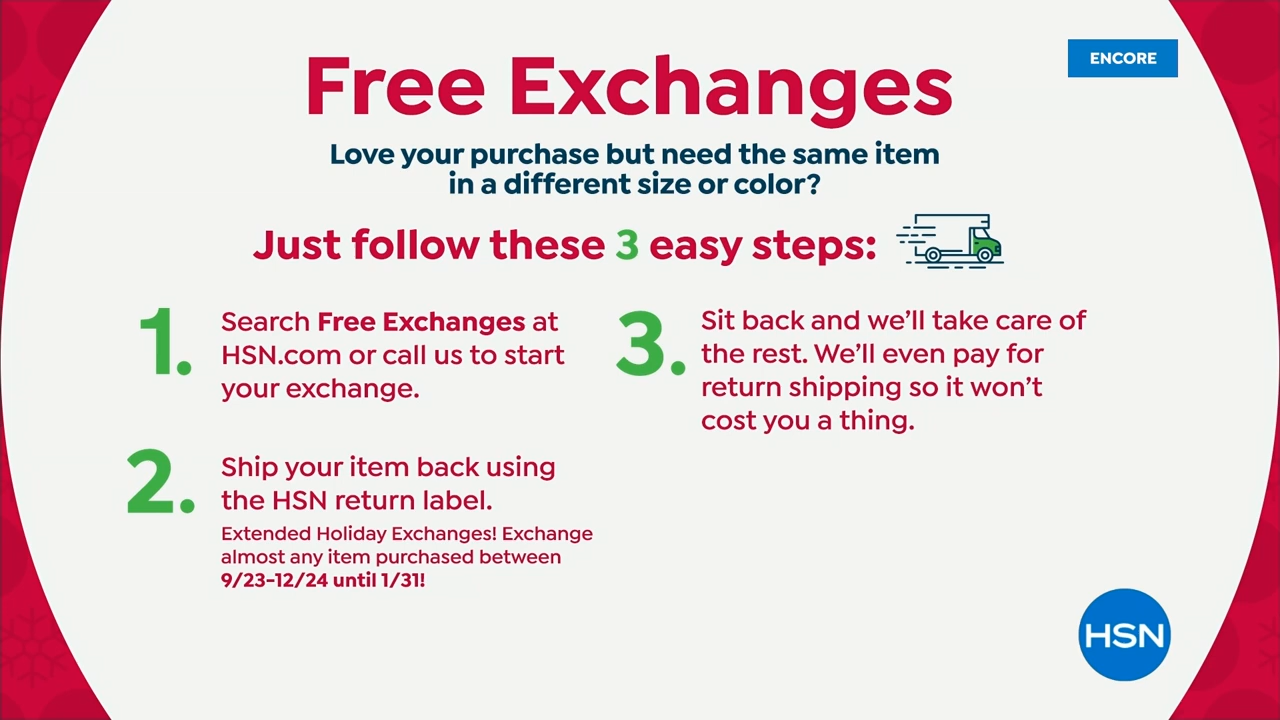 ENCORE
Free Exchanges
Love your purchase but need the same item
in a different size or color?
Just follow these 3 easy steps:
1. Search Free Exchanges at
HSN.com or call us to start
your exchange.
2. Ship your item back using
the HSN return label.
Extended Holiday Exchanges! Exchange
almost any item purchased between
9/23-12/24 until 1/31!
3. Sit back and we'll take care of
the rest. We'll even pay for
return shipping so it won't
cost you a thing.
HSN